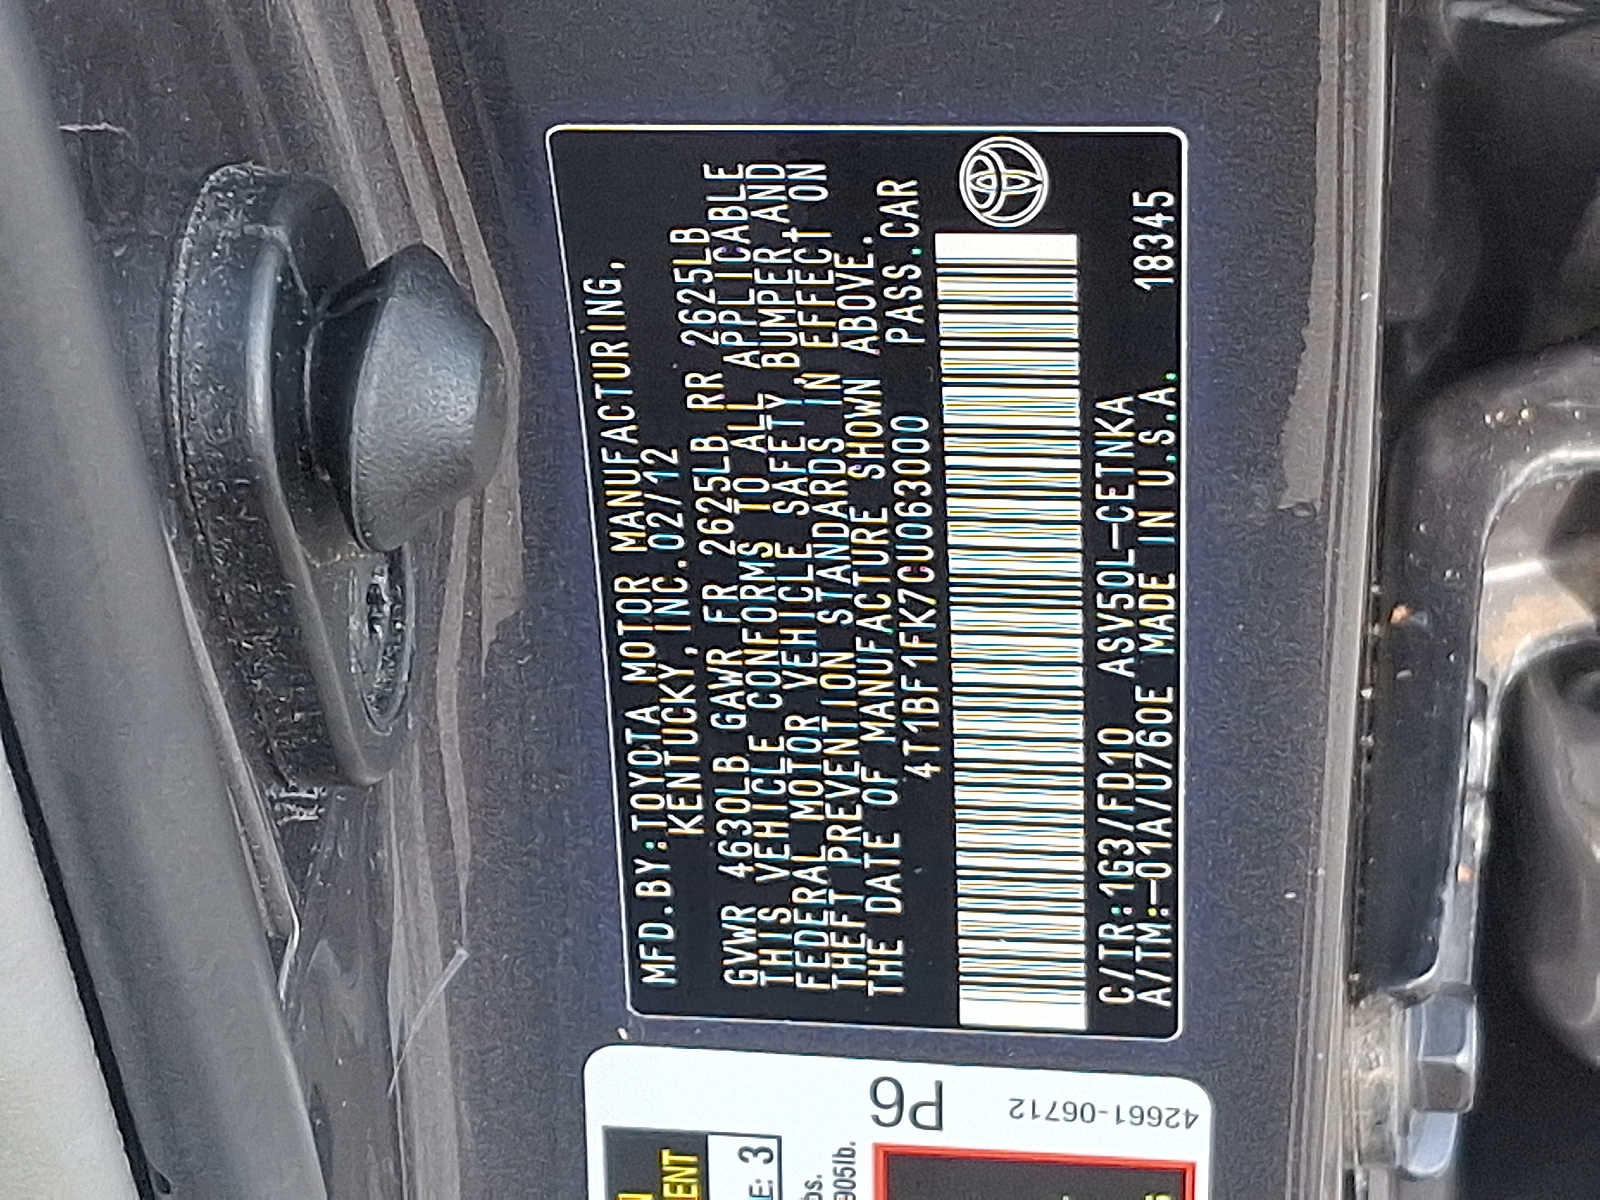 MFD.BY:TOYOTA MOTOR MANUFACTURING,
KENTUCKY, INC. 02/12
GVWR 4630LB GAWR FR 2625LB RR 2625LB
THIS VEHICLE CONFORMS TO ALL APPLICABLE
FEDERAL MOTOR VEHICLE SAFETY, BUMPER, AND
THEFT PREVENTION STANDARDS IN EFFECT ON
THE DATE OF MANUFACTURE SHOWN ABOVE.
4T1BF1FK7CU063000 PASS.CAR
C/TR:1G3/FD10 ASV50L-CETNKA 18345
A/TM:-01A/U760E MADE IN U.S.A.
P6
42661-06712
E: 3
905lb.